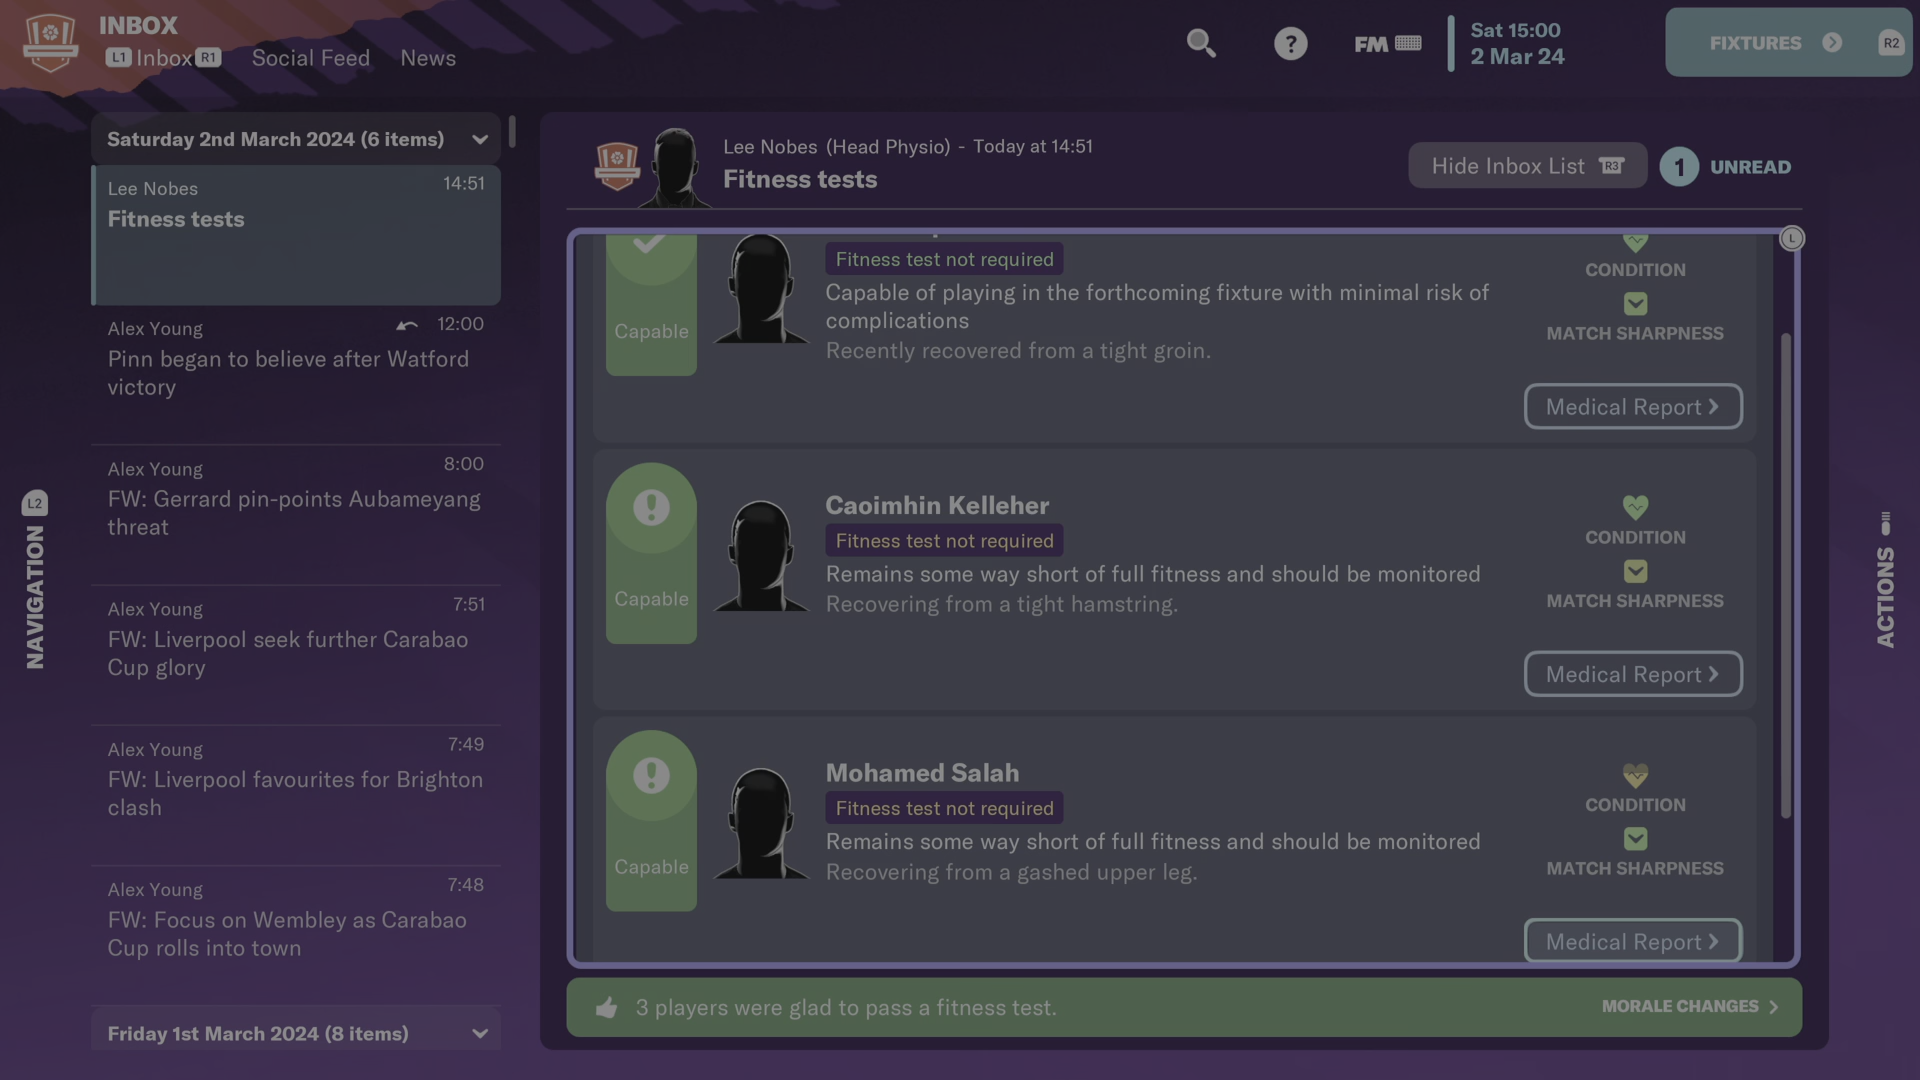 INBOX
L1 Inbox R1 Social Feed News
?
FM
Sat 15:00
2 Mar 24
FIXTURES R2
Saturday 2nd March 2024 (6 items)
Lee Nobes 14:51
Fitness tests
Alex Young 12:00
Pinn began to believe after Watford
victory
Alex Young 8:00
FW: Gerrard pin-points Aubameyang
threat
Alex Young 7:51
FW: Liverpool seek further Carabao
Cup glory
Alex Young 7:49
FW: Liverpool favourites for Brighton
clash
Alex Young 7:48
FW: Focus on Wembley as Carabao
Cup rolls into town
Friday 1st March 2024 (8 items)
L2
NAVIGATION
Lee Nobes (Head Physio) - Today at 14:51
Fitness tests
Hide Inbox List R3
1 UNREAD
L
Capable
Fitness test not required
Capable of playing in the forthcoming fixture with minimal risk of
complications
Recently recovered from a tight groin.
CONDITION
MATCH SHARPNESS
Medical Report
Capable
Caoimhin Kelleher
Fitness test not required
Remains some way short of full fitness and should be monitored
Recovering from a tight hamstring.
CONDITION
MATCH SHARPNESS
Medical Report
Capable
Mohamed Salah
Fitness test not required
Remains some way short of full fitness and should be monitored
Recovering from a gashed upper leg.
CONDITION
MATCH SHARPNESS
Medical Report
3 players were glad to pass a fitness test.
MORALE CHANGES
ACTIONS